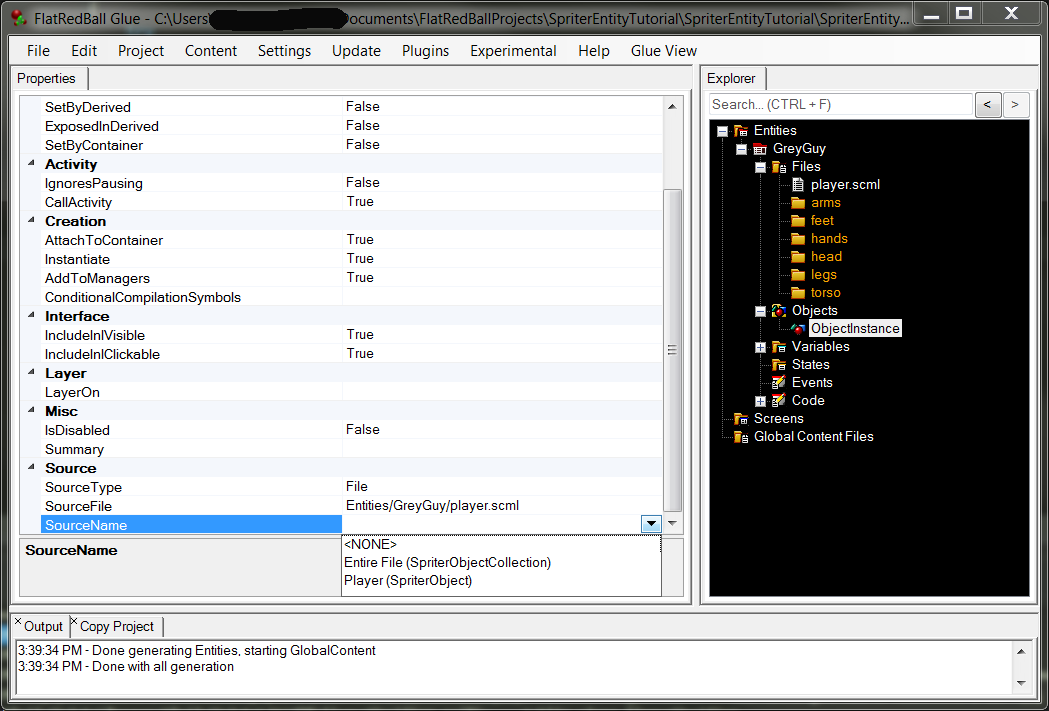 FlatRedBall Glue - C:\Users\ Documents\FlatRedBallProjects\SpriterEntityTutorial\SpriterEntityTutorial\SpriterEntity...
File Edit Project Content Settings Update Plugins Experimental Help Glue View
Properties
SetByDerived False
ExposedInDerived False
SetByContainer False
Activity
IgnoresPausing False
CallActivity True
Creation
AttachToContainer True
Instantiate True
AddToManagers True
ConditionalCompilationSymbols
Interface
IncludeInIVisible True
IncludeInIClickable True
Layer
LayerOn
Misc
IsDisabled False
Summary
Source
SourceType File
SourceFile Entities/GreyGuy/player.scml
SourceName
<NONE>
Entire File (SpriterObjectCollection)
Player (SpriterObject)
SourceName
Explorer
Search... (CTRL + F) < >
Entities
GreyGuy
Files
player.scml
arms
feet
hands
head
legs
torso
Objects
ObjectInstance
Variables
States
Events
Code
Screens
Global Content Files
Output Copy Project
3:39:34 PM - Done generating Entities, starting GlobalContent
3:39:34 PM - Done with all generation